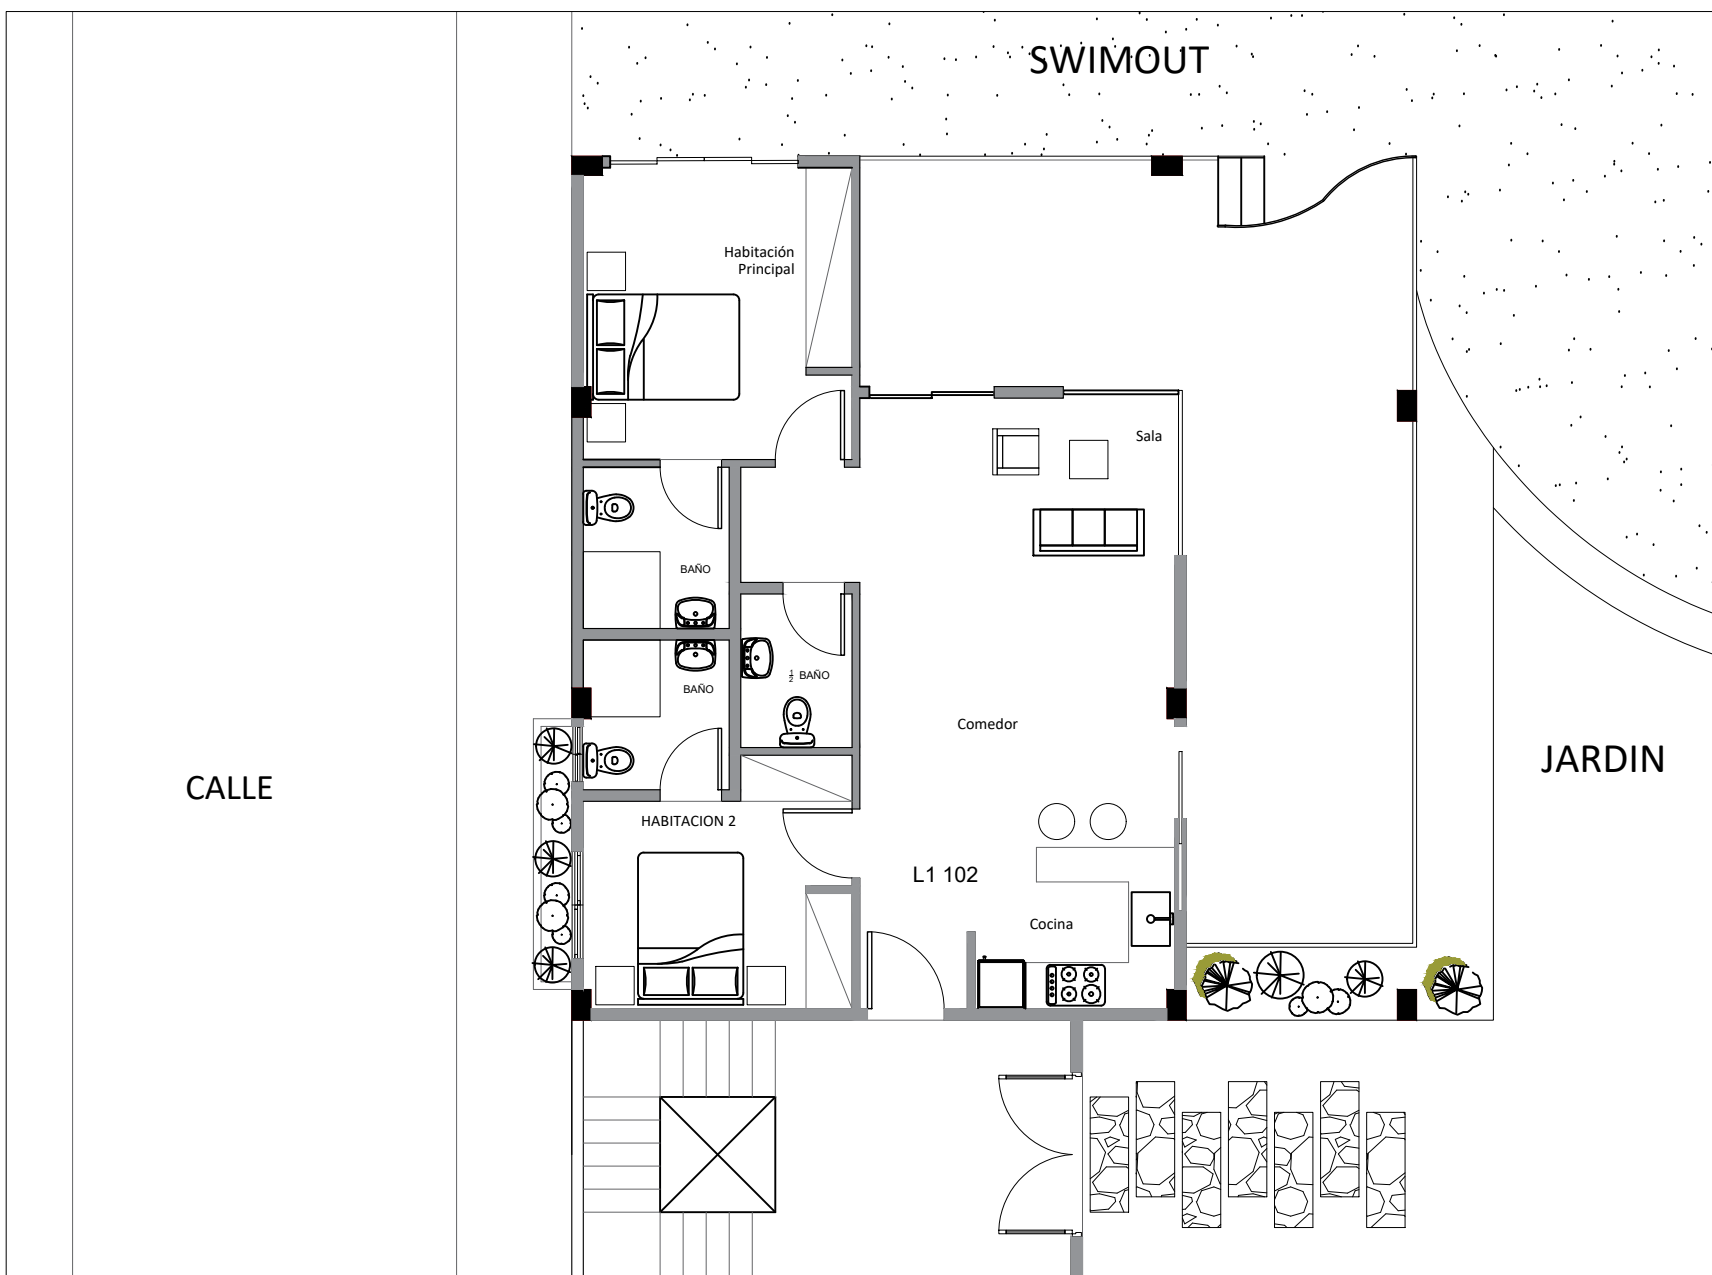 SWIMOUT
Habitación
Principal
Sala
BAÑO
½ BAÑO
BAÑO
Comedor
JARDIN
CALLE
HABITACION 2
L1 102
Cocina